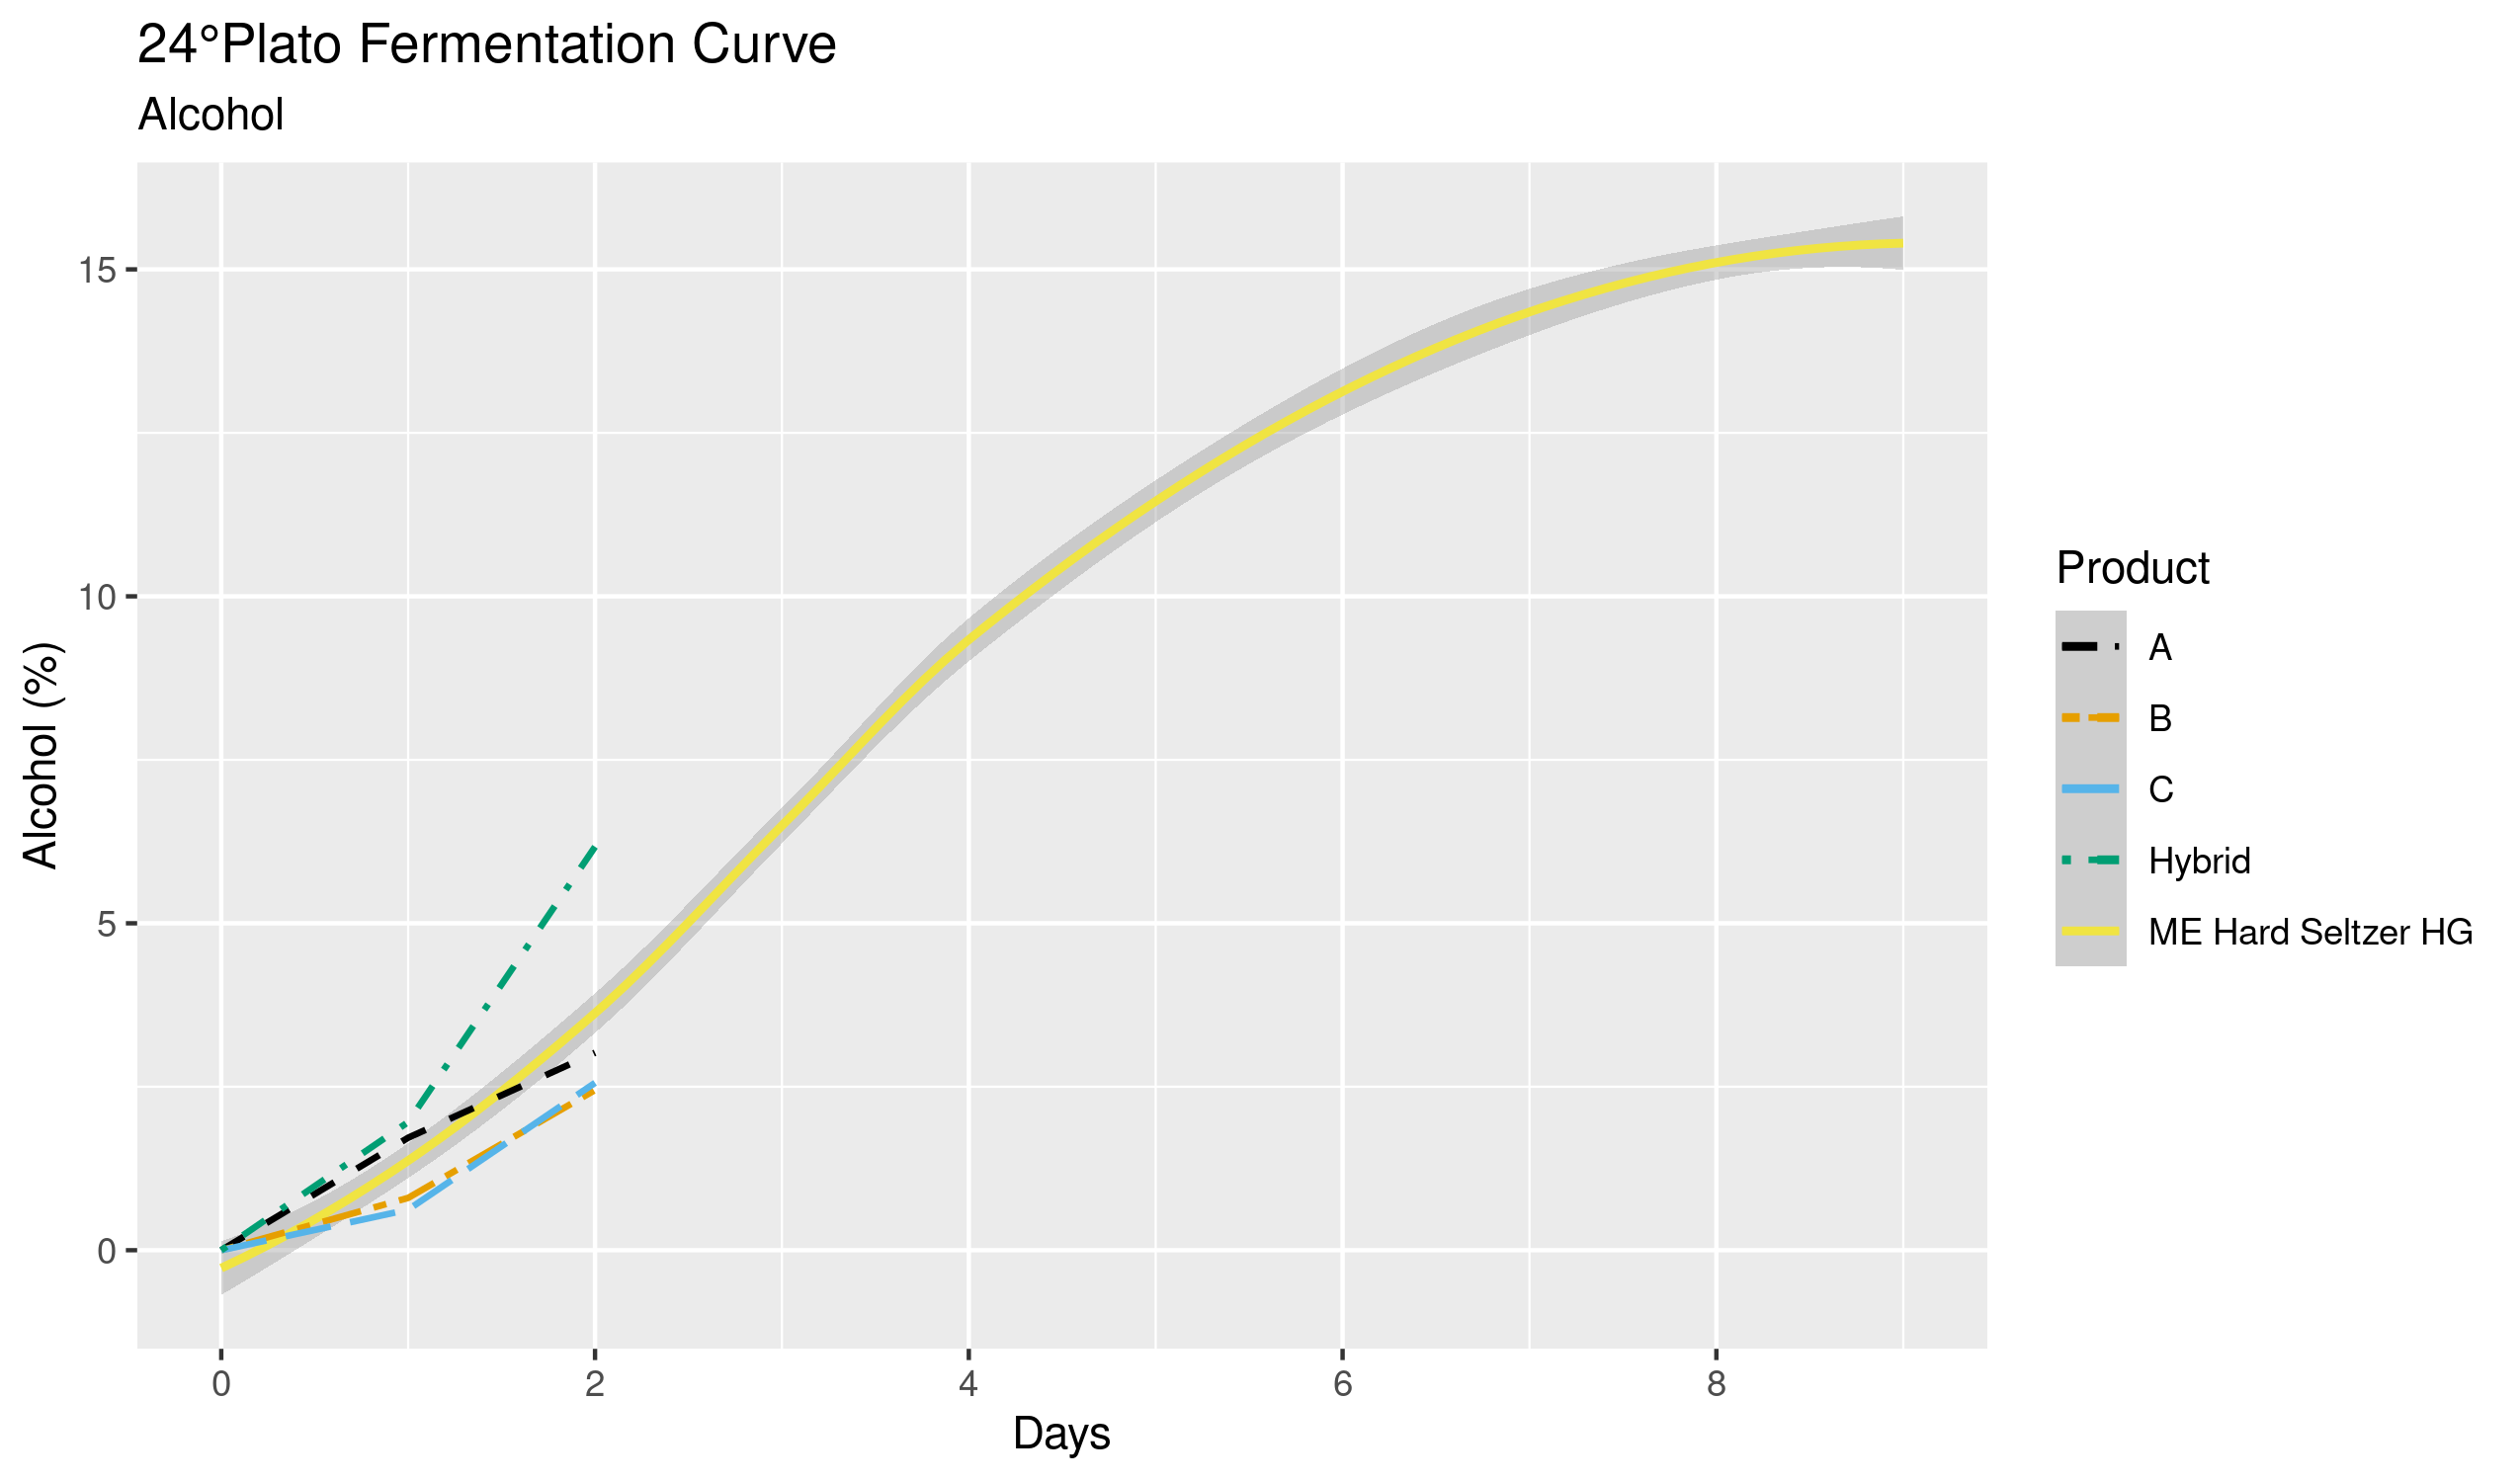 24°Plato Fermentation Curve
Alcohol
Alcohol (%)
15
10
5
0
0
2
4
6
8
Days
Product
A
B
C
Hybrid
ME Hard Seltzer HG